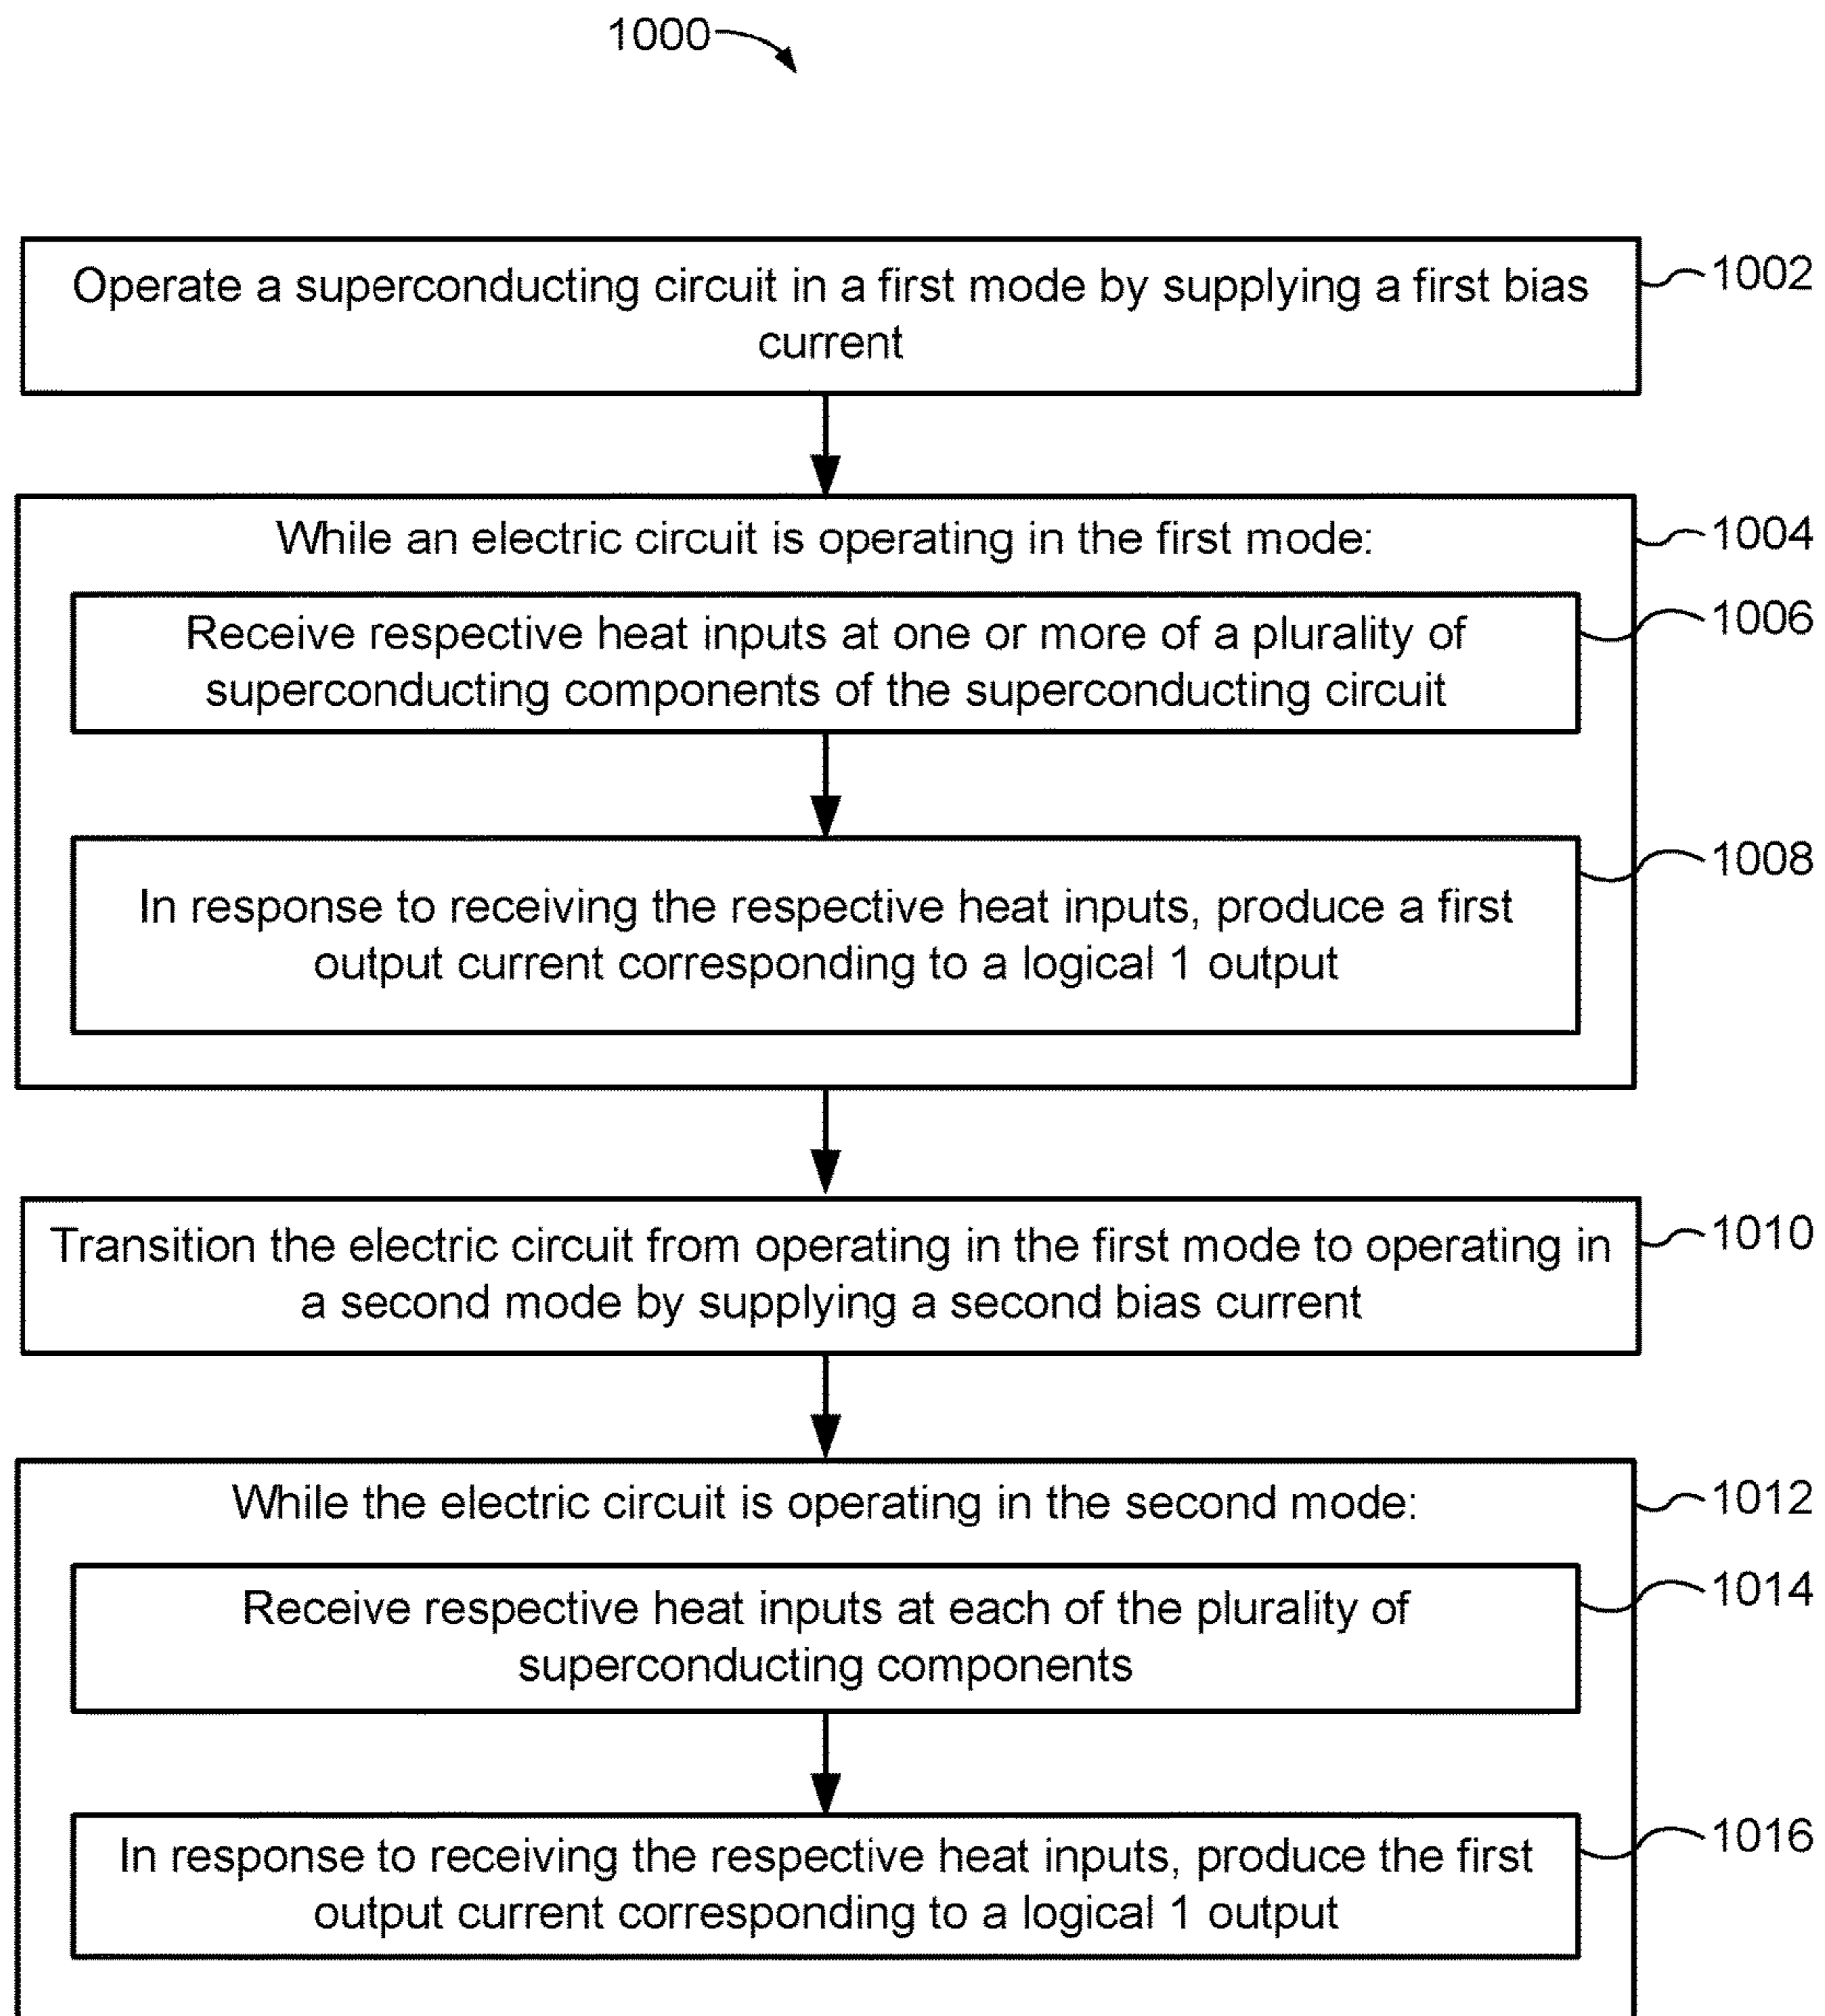 1000
Operate a superconducting circuit in a first mode by supplying a first bias
current
1002
While an electric circuit is operating in the first mode:
1004
Receive respective heat inputs at one or more of a plurality of
superconducting components of the superconducting circuit
1006
In response to receiving the respective heat inputs, produce a first
output current corresponding to a logical 1 output
1008
Transition the electric circuit from operating in the first mode to operating in
a second mode by supplying a second bias current
1010
While the electric circuit is operating in the second mode:
1012
Receive respective heat inputs at each of the plurality of
superconducting components
1014
In response to receiving the respective heat inputs, produce the first
output current corresponding to a logical 1 output
1016